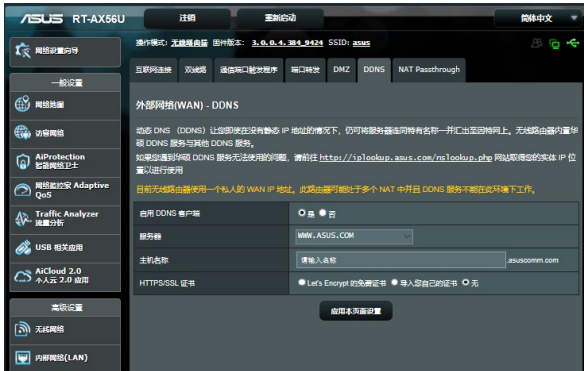 ASUS RT-AX56U 注销 重新启动 简体中文
操作模式: 无线路由器 固件版本: 3.0.0.4.384_9424 SSID: asus
网络设置向导
互联网连接 双线路 通信端口触发程序 端口转发 DMZ DDNS NAT Passthrough
一般设置
网络地图
访客网络
AiProtection
智能网络卫士
网络监控家 Adaptive
QoS
Traffic Analyzer
流量分析
USB 相关应用
AiCloud 2.0
个人云 2.0 应用
高级设置
无线网络
内部网络(LAN)
外部网络(WAN) - DDNS
动态 DNS （DDNS）让您即使在没有静态 IP 地址的情况下，仍可将服务器连同特有名称一并汇出至因特网上。无线路由器内置华
硕 DDNS 服务与其他 DDNS 服务。
如果您遇到华硕 DDNS 服务无法使用的问题，请前往 http://iplookup.asus.com/nslookup.php 网站取得您的实体 IP 位
置以进行使用
目前无线路由器使用一个私人的 WAN IP 地址。此路由器可能处于多个 NAT 中并且 DDNS 服务不能在此环境下工作。
启用 DDNS 客户端 是 否
服务器 WWW.ASUS.COM
主机名称 请输入名称 .asuscomm.com
HTTPS/SSL 证书 Let's Encrypt 的免费证书 导入您自己的证书 无
应用本页面设置